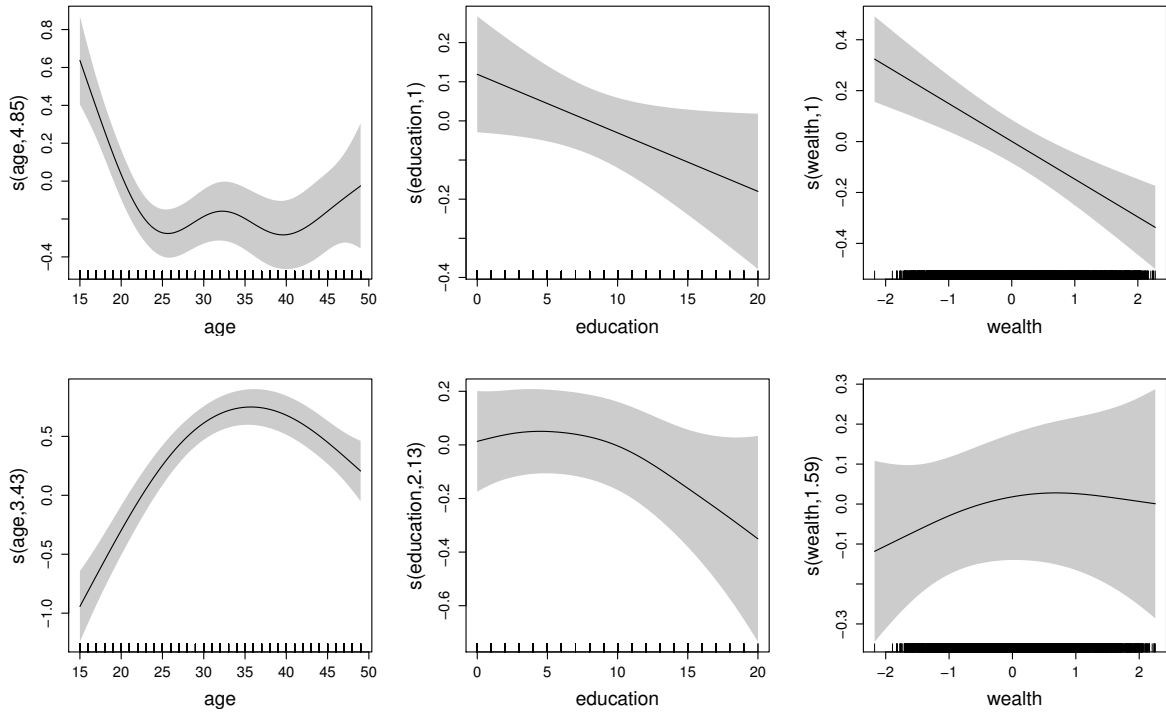 s(age,4.85)
0.8
0.6
0.4
0.2
0.0
−0.4
15 20 25 30 35 40 45 50
age
s(education,1)
0.2
0.1
0.0
−0.2
−0.4
0 5 10 15 20
education
s(wealth,1)
0.4
0.2
0.0
−0.2
−0.4
−2 −1 0 1 2
wealth
s(age,3.43)
0.5
0.0
−0.5
−1.0
15 20 25 30 35 40 45 50
age
s(education,2.13)
0.2
0.0
−0.2
−0.4
−0.6
0 5 10 15 20
education
s(wealth,1.59)
0.3
0.2
0.1
0.0
−0.1
−0.3
−2 −1 0 1 2
wealth